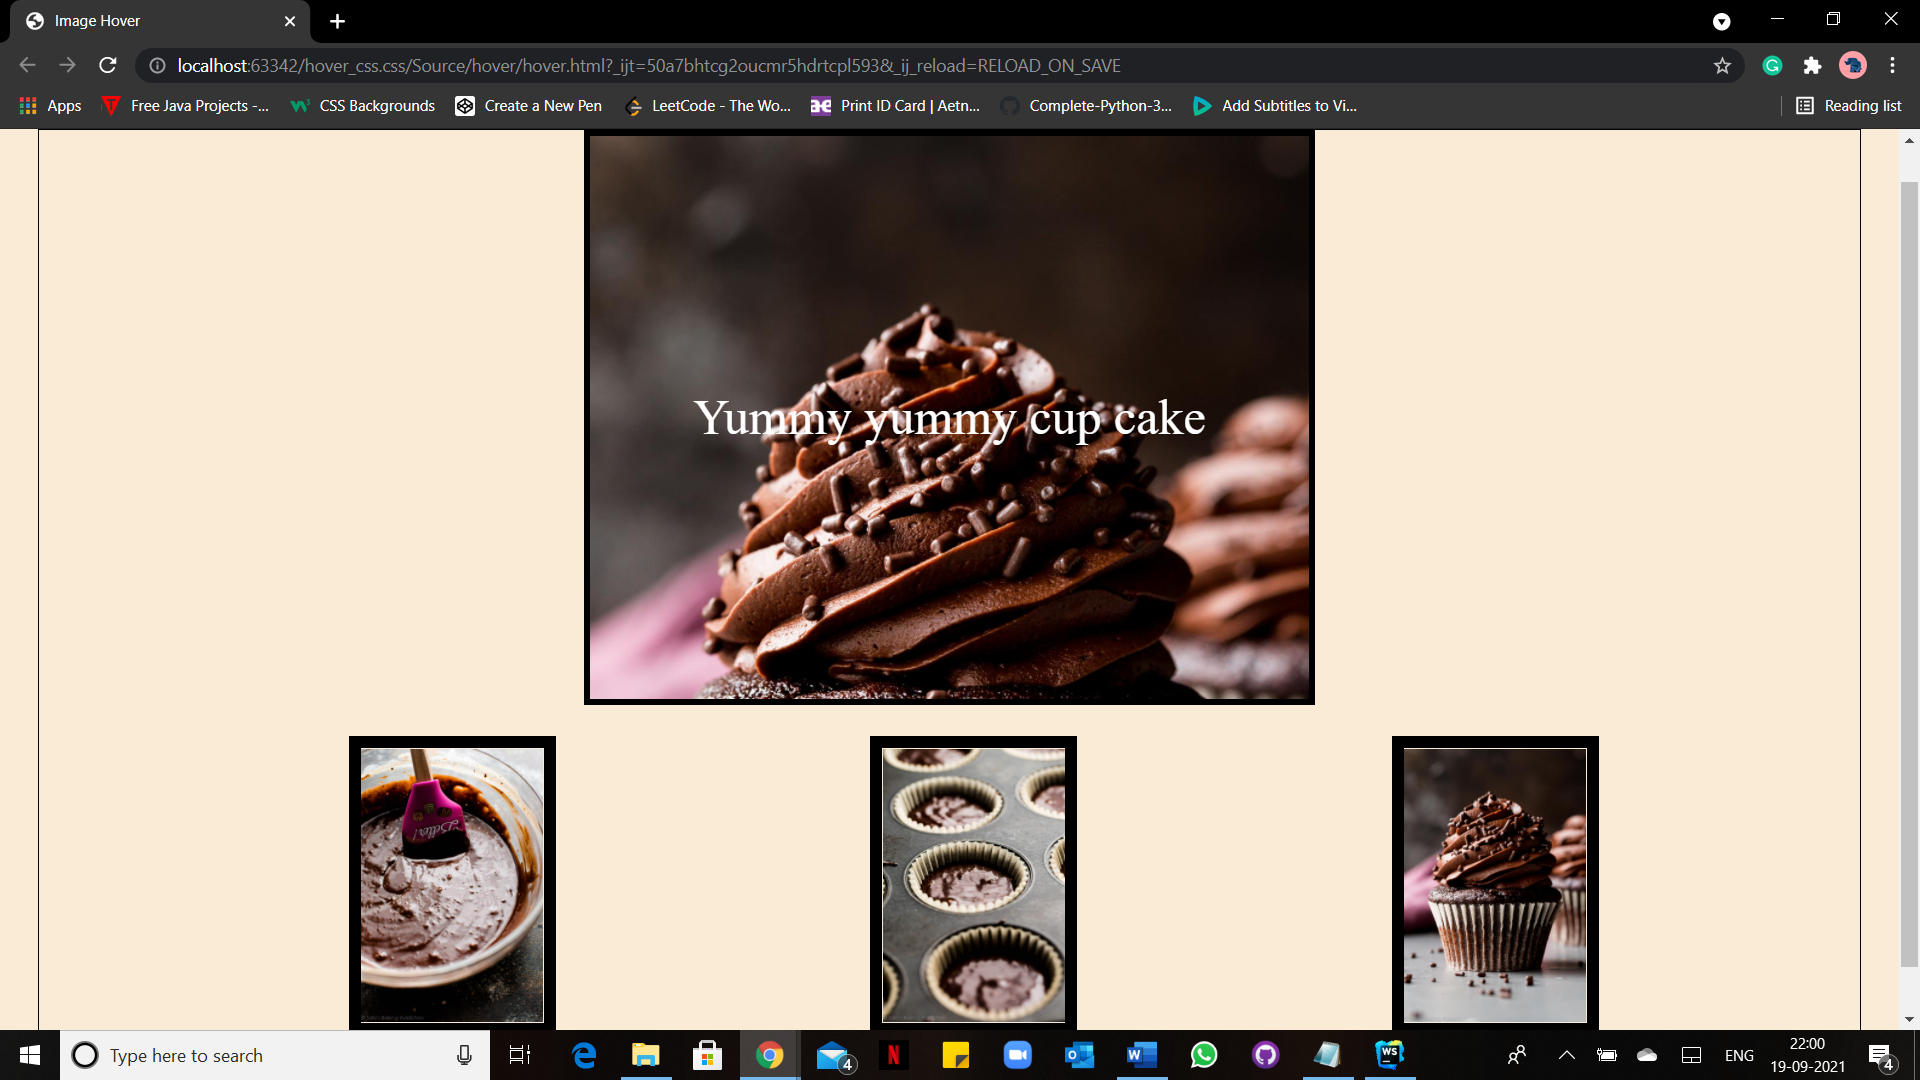 Image Hover
localhost:63342/hover_css.css/Source/hover/hover.html?_ijt=50a7bhtcg2oucmr5hdrtcpl593&_ij_reload=RELOAD_ON_SAVE
Apps
Free Java Projects -...
CSS Backgrounds
Create a New Pen
LeetCode - The Wo...
Print ID Card | Aetn...
Complete-Python-3...
Add Subtitles to Vi...
Reading list
Yummy yummy cup cake
Type here to search
4
ENG
22:00
19-09-2021
4